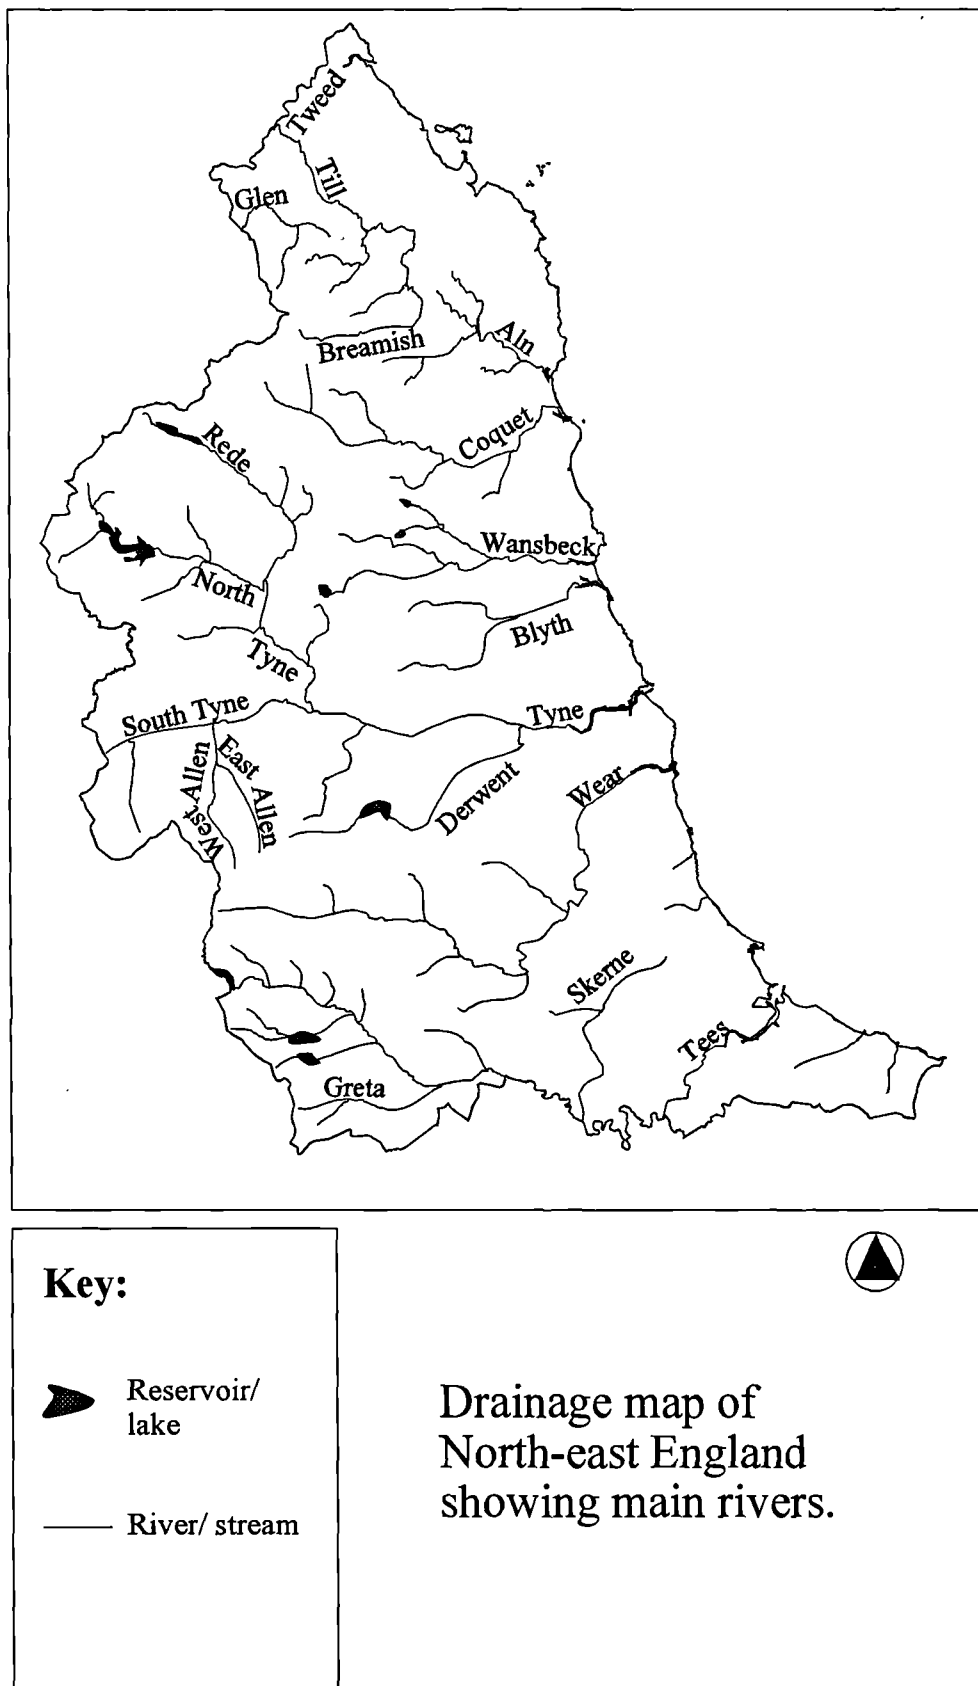 Tweed
Till
Glen
Aln
Breamish
Coquet
Rede
Wansbeck
North
Tyne
Blyth
South Tyne
Tyne
East Allen
West Allen
Derwent
Wear
Skerne
Tees
Greta
Key:
Reservoir/
lake
River/ stream
Drainage map of
North-east England
showing main rivers.